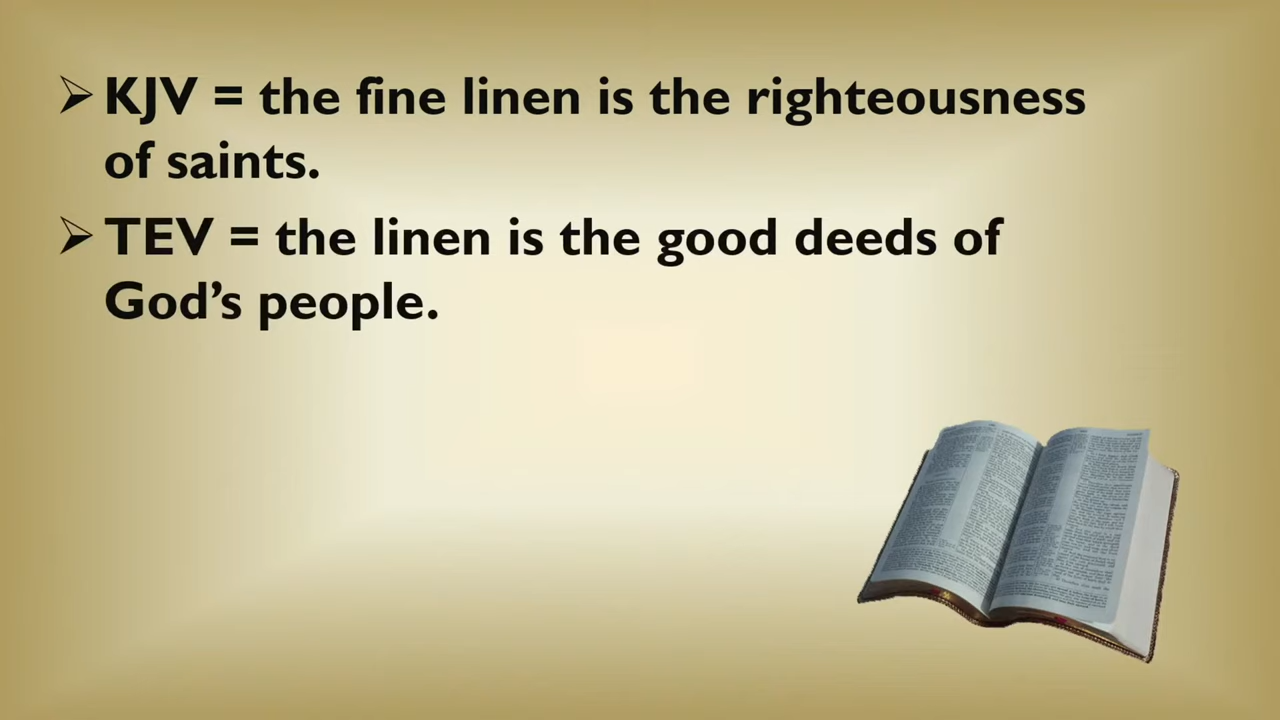 ➢ KJV = the fine linen is the righteousness
of saints.
➢ TEV = the linen is the good deeds of
God’s people.